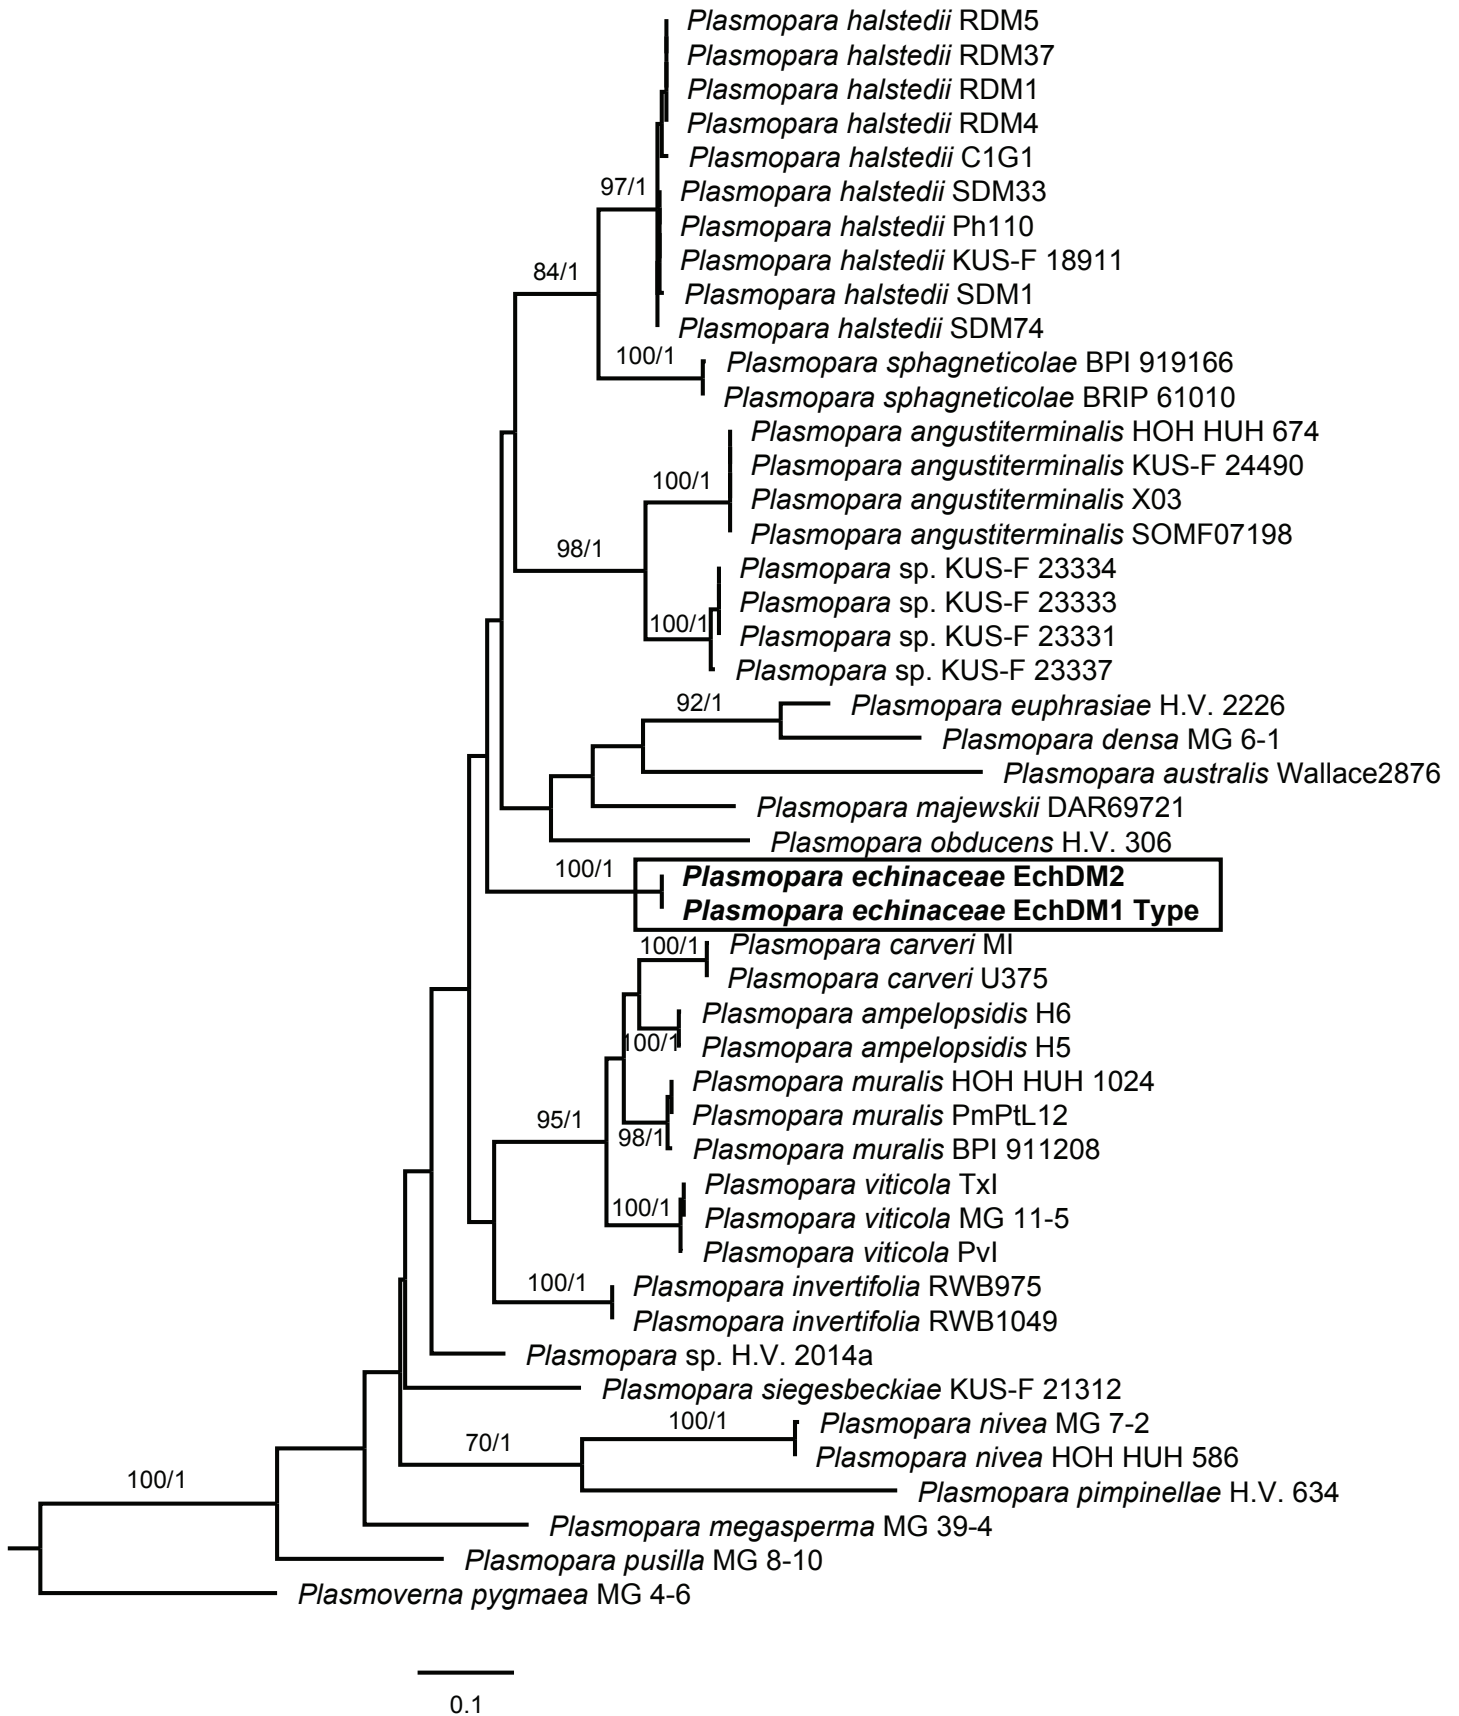 Plasmopara halstedii RDM5
Plasmopara halstedii RDM37
Plasmopara halstedii RDM1
Plasmopara halstedii RDM4
Plasmopara halstedii C1G1
97/1
Plasmopara halstedii SDM33
Plasmopara halstedii Ph110
Plasmopara halstedii KUS-F 18911
84/1
Plasmopara halstedii SDM1
Plasmopara halstedii SDM74
100/1
Plasmopara sphagneticolae BPI 919166
Plasmopara sphagneticolae BRIP 61010
Plasmopara angustiterminalis HOH HUH 674
Plasmopara angustiterminalis KUS-F 24490
100/1
Plasmopara angustiterminalis X03
Plasmopara angustiterminalis SOMF07198
98/1
Plasmopara sp. KUS-F 23334
Plasmopara sp. KUS-F 23333
100/1
Plasmopara sp. KUS-F 23331
Plasmopara sp. KUS-F 23337
92/1
Plasmopara euphrasiae H.V. 2226
Plasmopara densa MG 6-1
Plasmopara australis Wallace2876
Plasmopara majewskii DAR69721
Plasmopara obducens H.V. 306
100/1
Plasmopara echinaceae EchDM2
Plasmopara echinaceae EchDM1 Type
100/1
Plasmopara carveri MI
Plasmopara carveri U375
Plasmopara ampelopsidis H6
100/1
Plasmopara ampelopsidis H5
Plasmopara muralis HOH HUH 1024
95/1
Plasmopara muralis PmPtL12
98/1
Plasmopara muralis BPI 911208
Plasmopara viticola TxI
100/1
Plasmopara viticola MG 11-5
Plasmopara viticola PvI
100/1
Plasmopara invertifolia RWB975
Plasmopara invertifolia RWB1049
Plasmopara sp. H.V. 2014a
Plasmopara siegesbeckiae KUS-F 21312
100/1
Plasmopara nivea MG 7-2
70/1
Plasmopara nivea HOH HUH 586
100/1
Plasmopara pimpinellae H.V. 634
Plasmopara megasperma MG 39-4
Plasmopara pusilla MG 8-10
Plasmoverna pygmaea MG 4-6
0.1